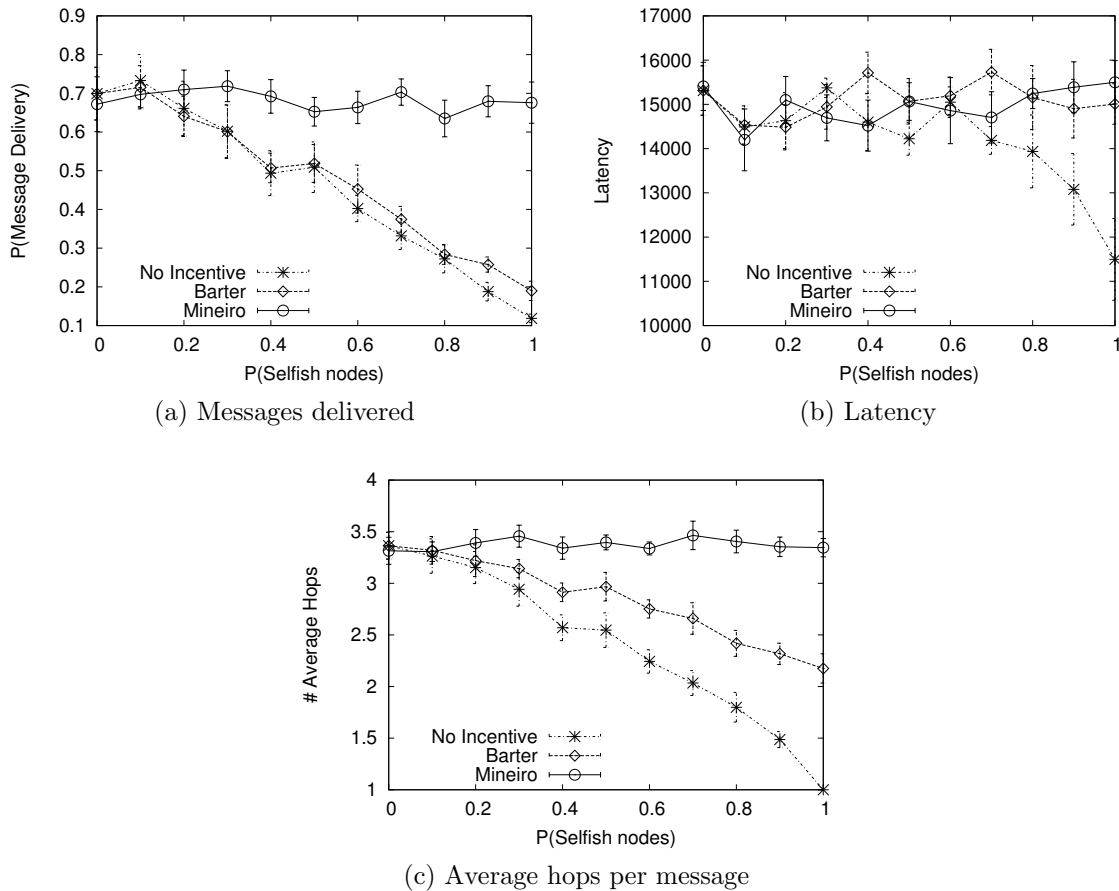 0.9
0.8
0.7
0.6
0.5
0.4
0.3
0.2
0.1
P(Message Delivery)
No Incentive
Barter
Mineiro
0 0.2 0.4 0.6 0.8 1
P(Selfish nodes)
(a) Messages delivered
17000
16000
15000
14000
13000
12000
11000
10000
Latency
No Incentive
Barter
Mineiro
0 0.2 0.4 0.6 0.8 1
P(Selfish nodes)
(b) Latency
4
3.5
3
2.5
2
1.5
1
# Average Hops
No Incentive
Barter
Mineiro
0 0.2 0.4 0.6 0.8 1
P(Selfish nodes)
(c) Average hops per message